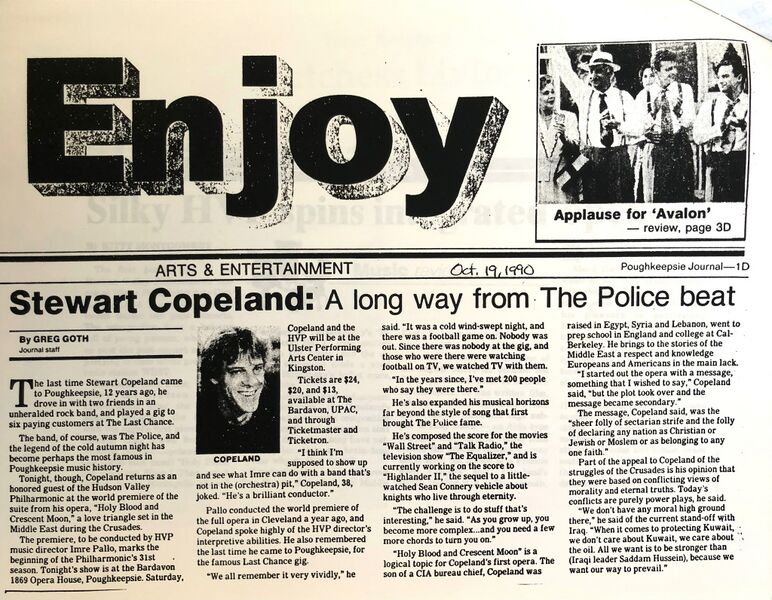 Enjoy
Applause for 'Avalon'
— review, page 3D
ARTS & ENTERTAINMENT
Oct. 19, 1990
Poughkeepsie Journal—1D
Stewart Copeland: A long way from The Police beat
By GREG GOTH
Journal staff
The last time Stewart Copeland came
to Poughkeepsie, 12 years ago, he
drove in with two friends in an
unheralded rock band, and played a gig to
six paying customers at The Last Chance.
The band, of course, was The Police, and
the legend of the cold autumn night has
become perhaps the most famous in
Poughkeepsie music history.
Tonight, though, Copeland returns as an
honored guest of the Hudson Valley
Philharmonic at the world premiere of the
suite from his opera, "Holy Blood and
Crescent Moon," a love triangle set in the
Middle East during the Crusades.
The premiere, to be conducted by HVP
music director Imre Pallo, marks the
beginning of the Philharmonic's 31st
season. Tonight's show is at the Bardavon
1869 Opera House, Poughkeepsie. Saturday,
COPELAND
Copeland and the
HVP will be at the
Ulster Performing
Arts Center in
Kingston.
Tickets are $24,
$20, and $13,
available at The
Bardavon, UPAC,
and through
Ticketmaster and
Ticketron.
"I think I'm
supposed to show up
and see what Imre can do with a band that's
not in the (orchestra) pit," Copeland, 38,
joked. "He's a brilliant conductor."
Pallo conducted the world premiere of
the full opera in Cleveland a year ago, and
Copeland spoke highly of the HVP director's
interpretive abilities. He also remembered
the last time he came to Poughkeepsie, for
the famous Last Chance gig.
"We all remember it very vividly," he
said. "It was a cold wind-swept night, and
there was a football game on. Nobody was
out. Since there was nobody at the gig, and
those who were there were watching
football on TV, we watched TV with them.
"In the years since, I've met 200 people
who say they were there."
He's also expanded his musical horizons
far beyond the style of song that first
brought The Police fame.
He's composed the score for the movies
"Wall Street" and "Talk Radio," the
television show "The Equalizer," and is
currently working on the score to
"Highlander II," the sequel to a little-
watched Sean Connery vehicle about
knights who live through eternity.
"The challenge is to do stuff that's
interesting," he said. "As you grow up, you
become more complex...and you need a few
more chords to turn you on."
"Holy Blood and Crescent Moon" is a
logical topic for Copeland's first opera. The
son of a CIA bureau chief, Copeland was
raised in Egypt, Syria and Lebanon, went to
prep school in England and college at Cal-
Berkeley. He brings to the stories of the
Middle East a respect and knowledge
Europeans and Americans in the main lack.
"I started out the opera with a message,
something that I wished to say," Copeland
said, "but the plot took over and the
message became secondary."
The message, Copeland said, was the
"sheer folly of sectarian strife and the folly
of declaring any nation as Christian or
Jewish or Moslem or as belonging to any
one faith."
Part of the appeal to Copeland of the
struggles of the Crusades is his opinion that
they were based on conflicting views of
morality and eternal truths. Today's
conflicts are purely power plays, he said.
"We don't have any moral high ground
there," he said of the current stand-off with
Iraq. "When it comes to protecting Kuwait,
we don't care about Kuwait, we care about
the oil. All we want is to be stronger than
(Iraqi leader Saddam Hussein), because we
want our way to prevail."